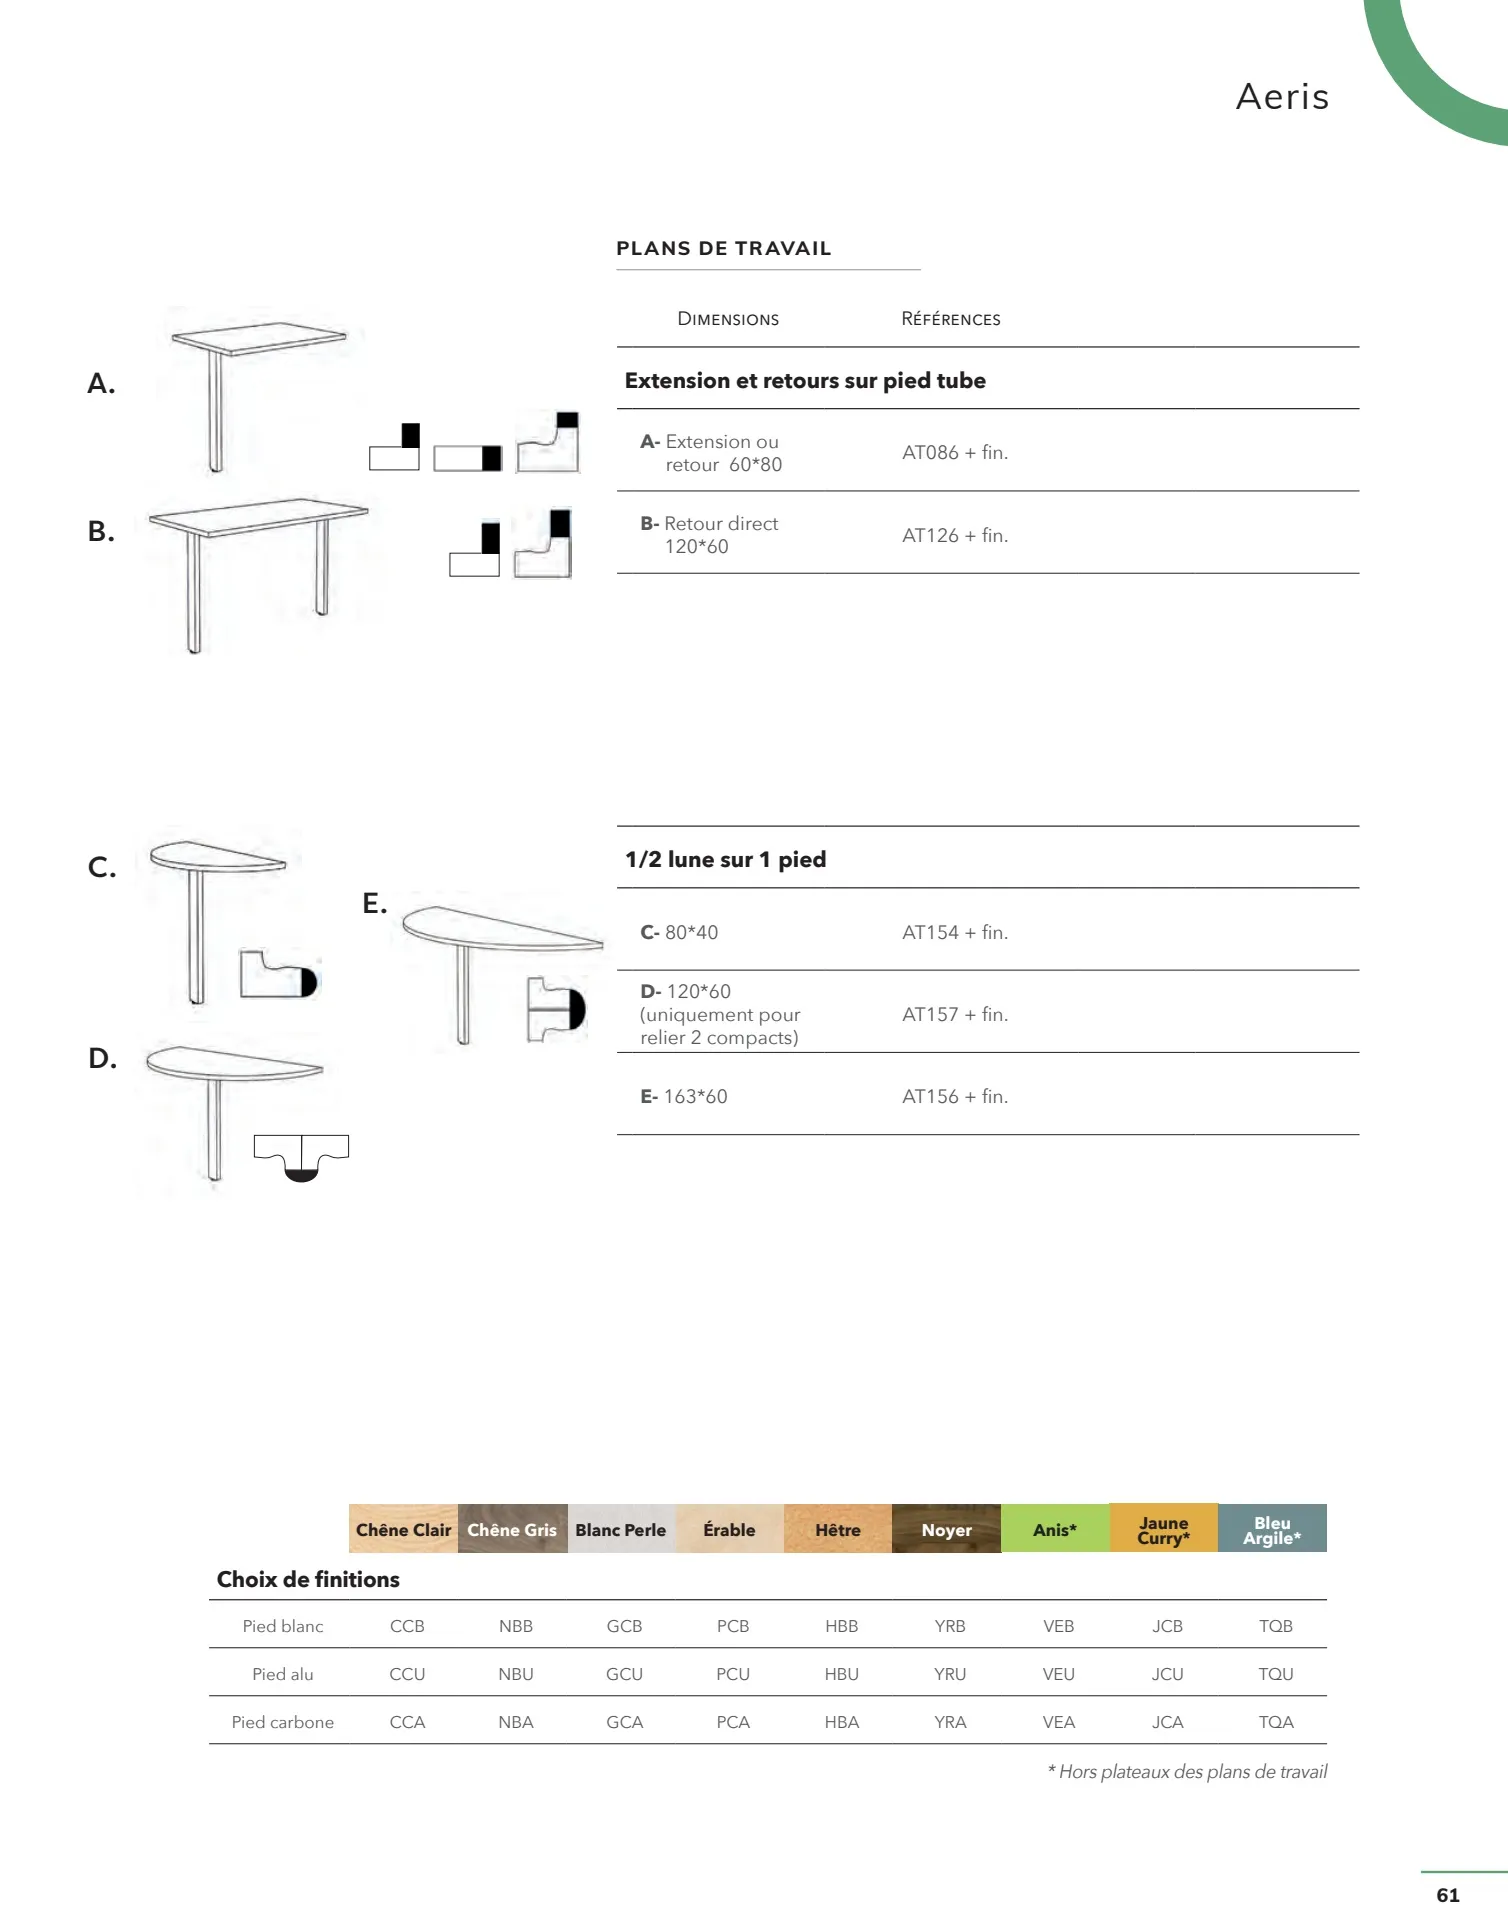 Aeris
PLANS DE TRAVAIL
Dimensions Références
Extension et retours sur pied tube
A.
A- Extension ou
retour 60*80
AT086 + fin.
B.
B- Retour direct
120*60
AT126 + fin.
C.
E.
D.
1/2 lune sur 1 pied
C- 80*40 AT154 + fin.
D- 120*60
(uniquement pour
relier 2 compacts)
AT157 + fin.
E- 163*60 AT156 + fin.
Chêne Clair Chêne Gris Blanc Perle Érable Hêtre Noyer Anis* Jaune Curry* Bleu Argile*
Choix de finitions
Pied blanc CCB NBB GCB PCB HBB YRB VEB JCB TQB
Pied alu CCU NBU GCU PCU HBU YRU VEU JCU TQU
Pied carbone CCA NBA GCA PCA HBA YRA VEA JCA TQA
* Hors plateaux des plans de travail
61